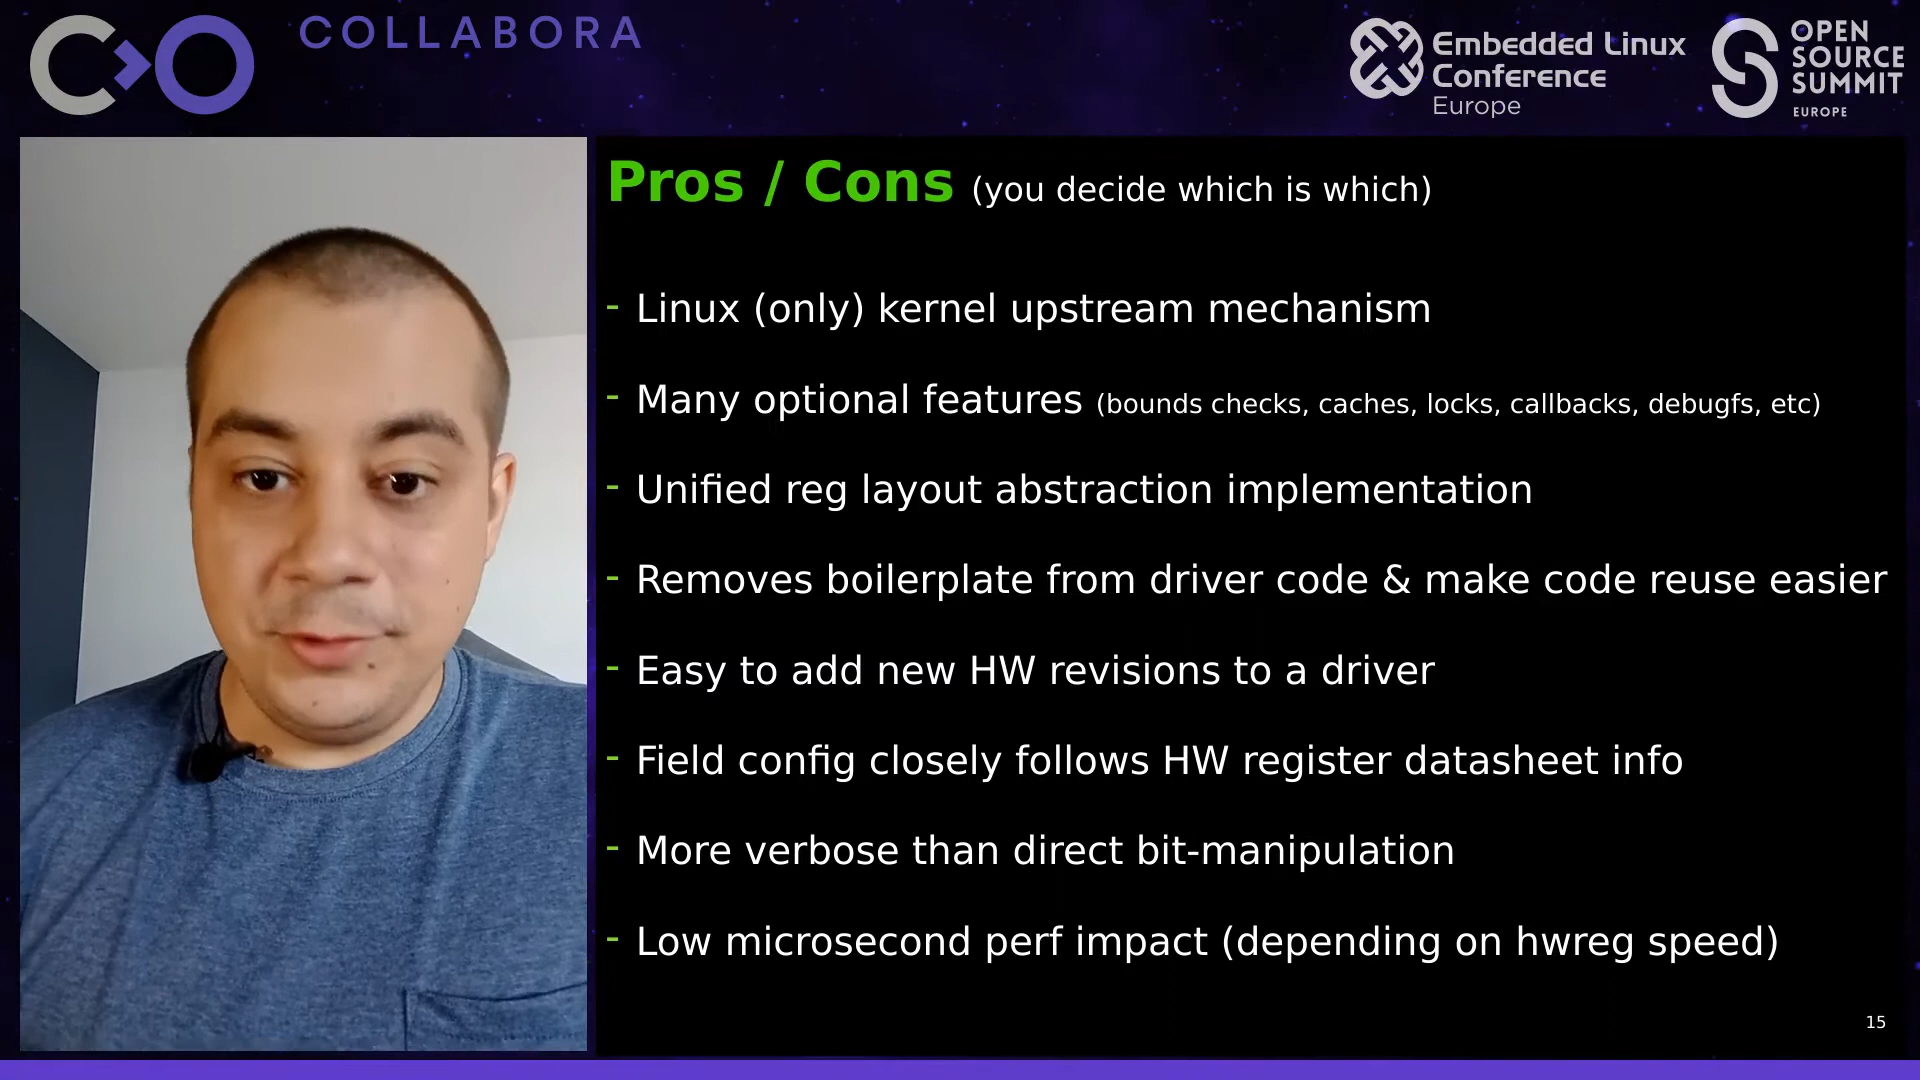 COLLABORA
Embedded Linux
Conference
Europe
OPEN
SOURCE
SUMMIT
EUROPE
Pros / Cons (you decide which is which)
- Linux (only) kernel upstream mechanism
- Many optional features (bounds checks, caches, locks, callbacks, debugfs, etc)
- Unified reg layout abstraction implementation
- Removes boilerplate from driver code & make code reuse easier
- Easy to add new HW revisions to a driver
- Field config closely follows HW register datasheet info
- More verbose than direct bit-manipulation
- Low microsecond perf impact (depending on hwreg speed)
15